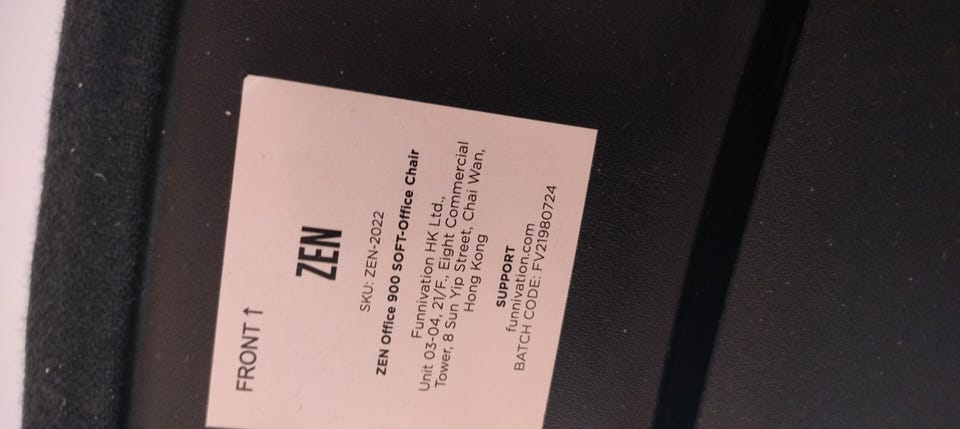 FRONT ↑
ZEN
SKU: ZEN-2022
ZEN Office 900 SOFT-Office Chair
Funnivation HK Ltd.,
Unit 03-04, 21/F., Eight Commercial
Tower, 8 Sun Yip Street, Chai Wan,
Hong Kong
SUPPORT
funnivation.com
BATCH CODE: FV21980724